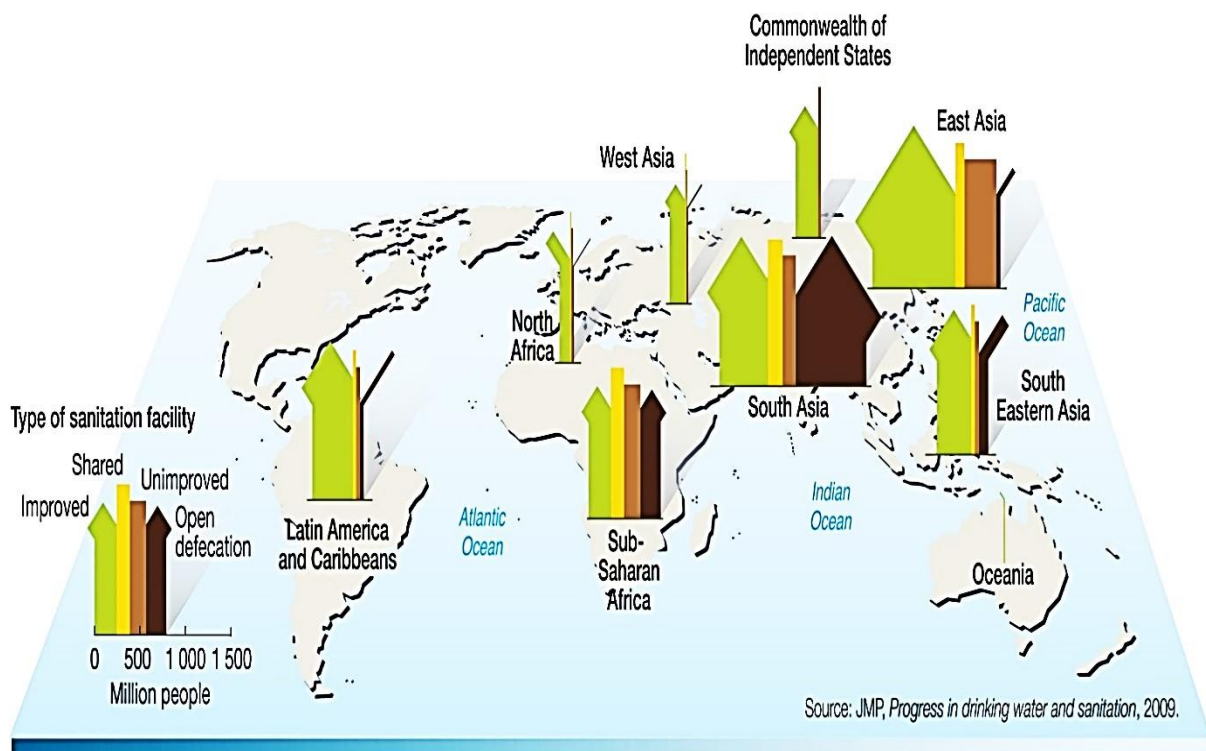 Commonwealth of
Independent States
East Asia
West Asia
North
Africa
Pacific
Ocean
South Asia
South
Eastern Asia
Type of sanitation facility
Shared
Unimproved
Improved
Open
defecation
Latin America
and Caribbeans
Atlantic
Ocean
Sub-
Saharan
Africa
Indian
Ocean
Oceania
0 500 1 000 1 500
Million people
Source: JMP, Progress in drinking water and sanitation, 2009.